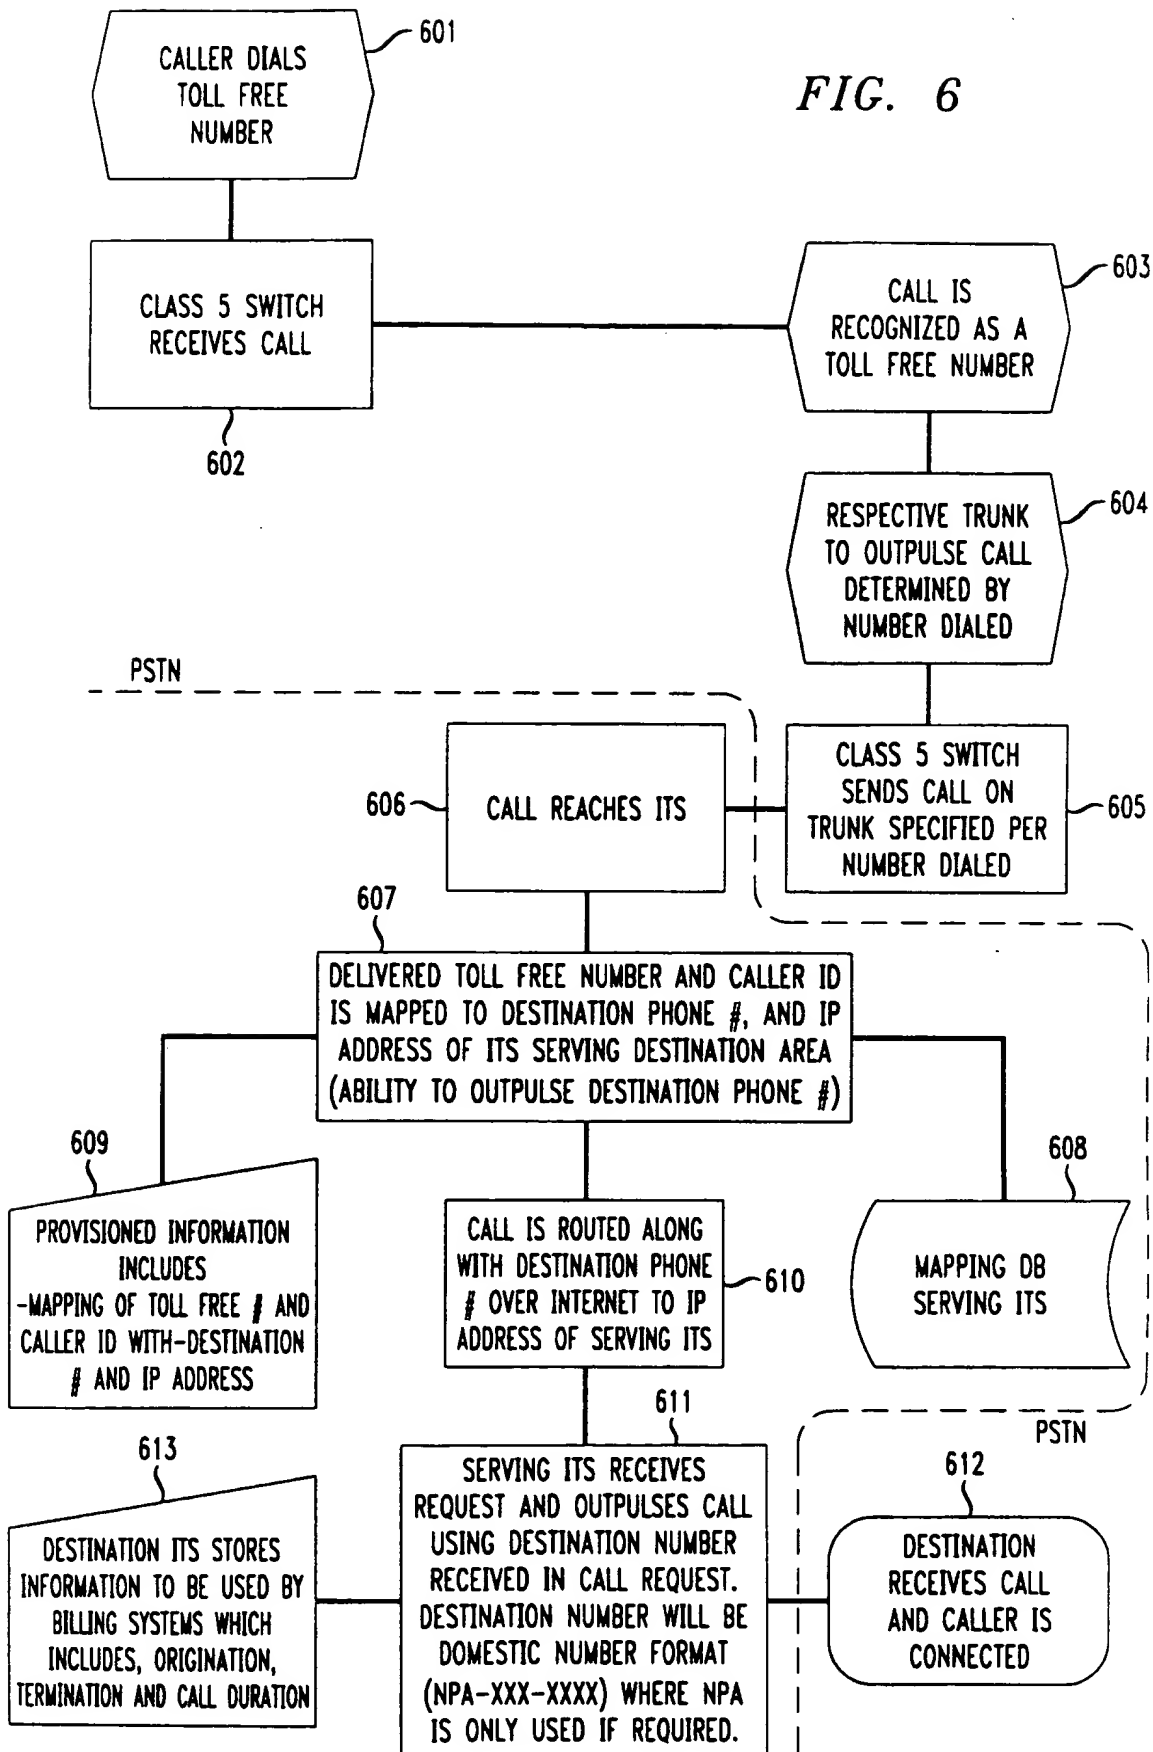 FIG. 6
601
CALLER DIALS
TOLL FREE
NUMBER
CLASS 5 SWITCH
RECEIVES CALL
602
603
CALL IS
RECOGNIZED AS A
TOLL FREE NUMBER
604
RESPECTIVE TRUNK
TO OUTPULSE CALL
DETERMINED BY
NUMBER DIALED
PSTN
CLASS 5 SWITCH
SENDS CALL ON
TRUNK SPECIFIED PER
NUMBER DIALED
605
606
CALL REACHES ITS
607
DELIVERED TOLL FREE NUMBER AND CALLER ID
IS MAPPED TO DESTINATION PHONE #, AND IP
ADDRESS OF ITS SERVING DESTINATION AREA
(ABILITY TO OUTPULSE DESTINATION PHONE #)
609
PROVISIONED INFORMATION
INCLUDES
-MAPPING OF TOLL FREE # AND
CALLER ID WITH-DESTINATION
# AND IP ADDRESS
CALL IS ROUTED ALONG
WITH DESTINATION PHONE
# OVER INTERNET TO IP
ADDRESS OF SERVING ITS
610
608
MAPPING DB
SERVING ITS
PSTN
611
SERVING ITS RECEIVES
REQUEST AND OUTPULSES CALL
USING DESTINATION NUMBER
RECEIVED IN CALL REQUEST.
DESTINATION NUMBER WILL BE
DOMESTIC NUMBER FORMAT
(NPA-XXX-XXXX) WHERE NPA
IS ONLY USED IF REQUIRED.
613
DESTINATION ITS STORES
INFORMATION TO BE USED BY
BILLING SYSTEMS WHICH
INCLUDES, ORIGINATION,
TERMINATION AND CALL DURATION
612
DESTINATION
RECEIVES CALL
AND CALLER IS
CONNECTED